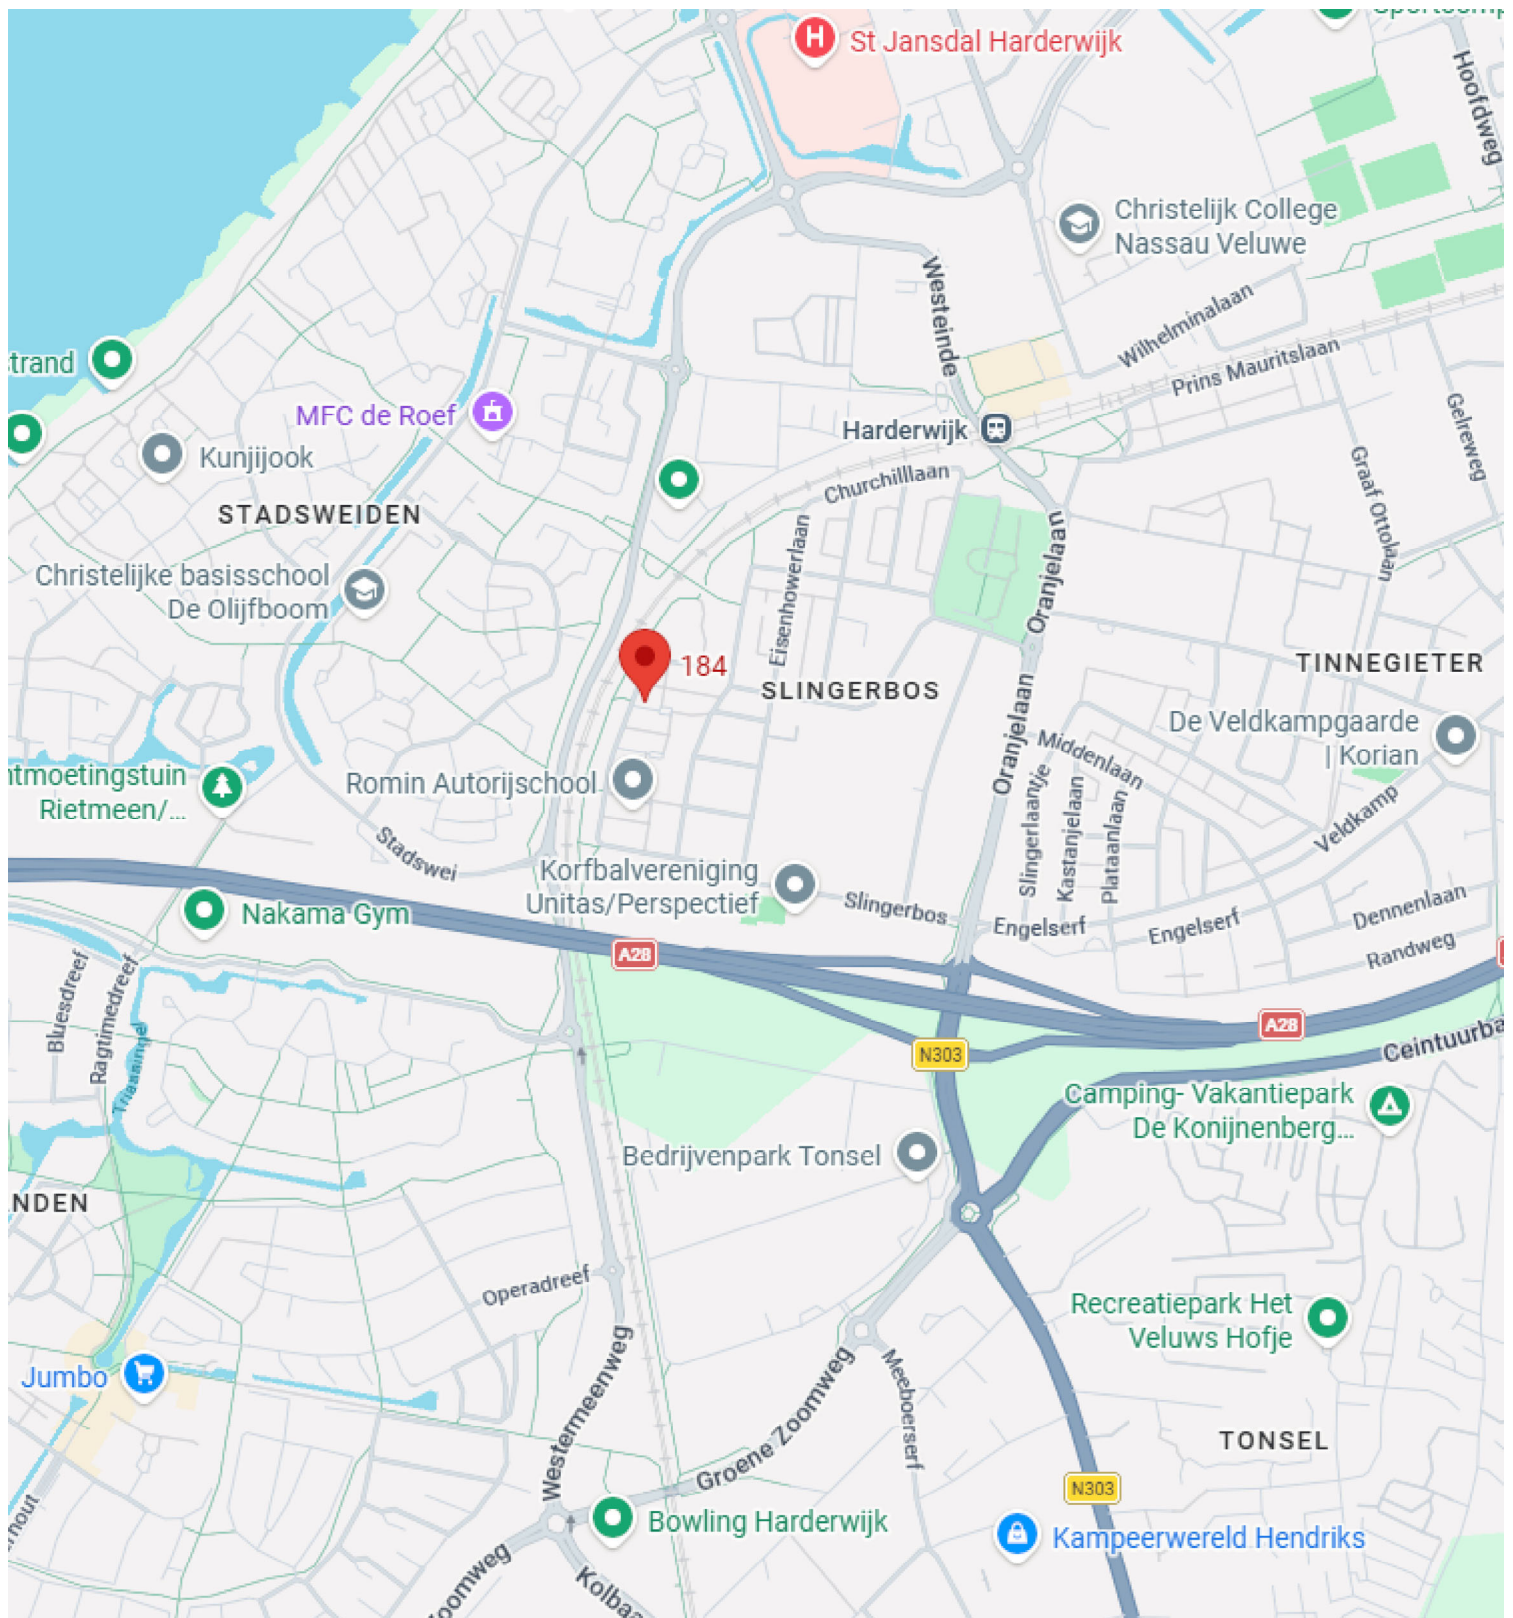 Sportcomp
St Jansdal Harderwijk
Hoofdweg
Christelijk College
Nassau Veluwe
Westeinde
Wilhelminalaan
Prins Mauritslaan
trand
MFC de Roef
Harderwijk
Gelreweg
Kunjijook
Churchilllaan
Graaf Ottolaan
STADSWEIDEN
Eisenhowerlaan
Oranjelaan
Christelijke basisschool
De Olijfboom
184
SLINGERBOS
TINNEGIETER
Oranjelaan
De Veldkampgaarde
| Korian
Middenlaan
ntmoetingstuin
Rietmeen/...
Romin Autorijschool
Slingerlaantje
Kastanjelaan
Plataanlaan
Veldkamp
Stadswei
Korfbalvereniging
Unitas/Perspectief
Slingerbos
Engelserf
Engelserf
Dennenlaan
Randweg
Nakama Gym
A28
Bluesdreef
Ragtimedreef
Triassingel
A28
N303
Ceintuurba
Camping- Vakantiepark
De Konijnenberg...
Bedrijvenpark Tonsel
NDEN
Operadreef
Recreatiepark Het
Veluws Hofje
Jumbo
Westermeenweg
Groene Zoomweg
Meeboerserf
TONSEL
N303
erhout
Bowling Harderwijk
Kampeerwereld Hendriks
Zoomweg
Kolbaa